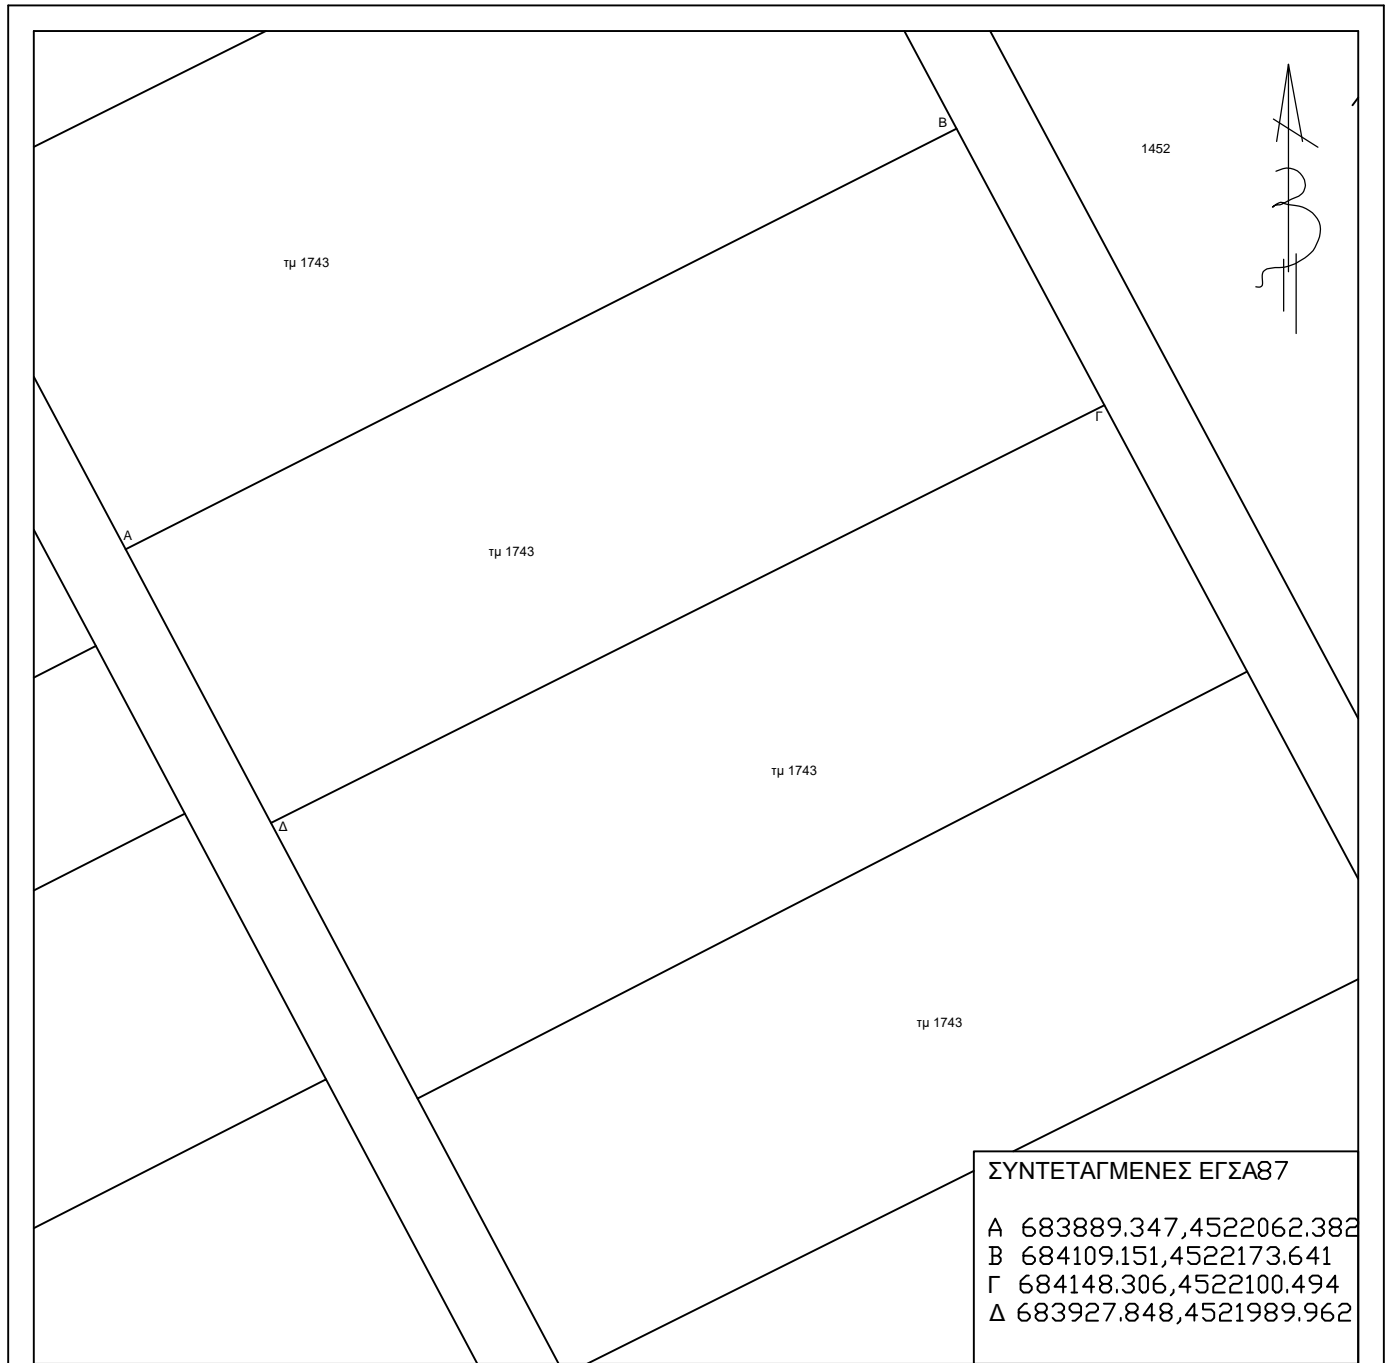 B
1452
τμ 1743
Γ
A
τμ 1743
τμ 1743
Δ
τμ 1743
ΣΥΝΤΕΤΑΓΜΕΝΕΣ ΕΓΣΑ87
A 683889.347,4522062.382
B 684109.151,4522173.641
Γ 684148.306,4522100.494
Δ 683927.848,4521989.962